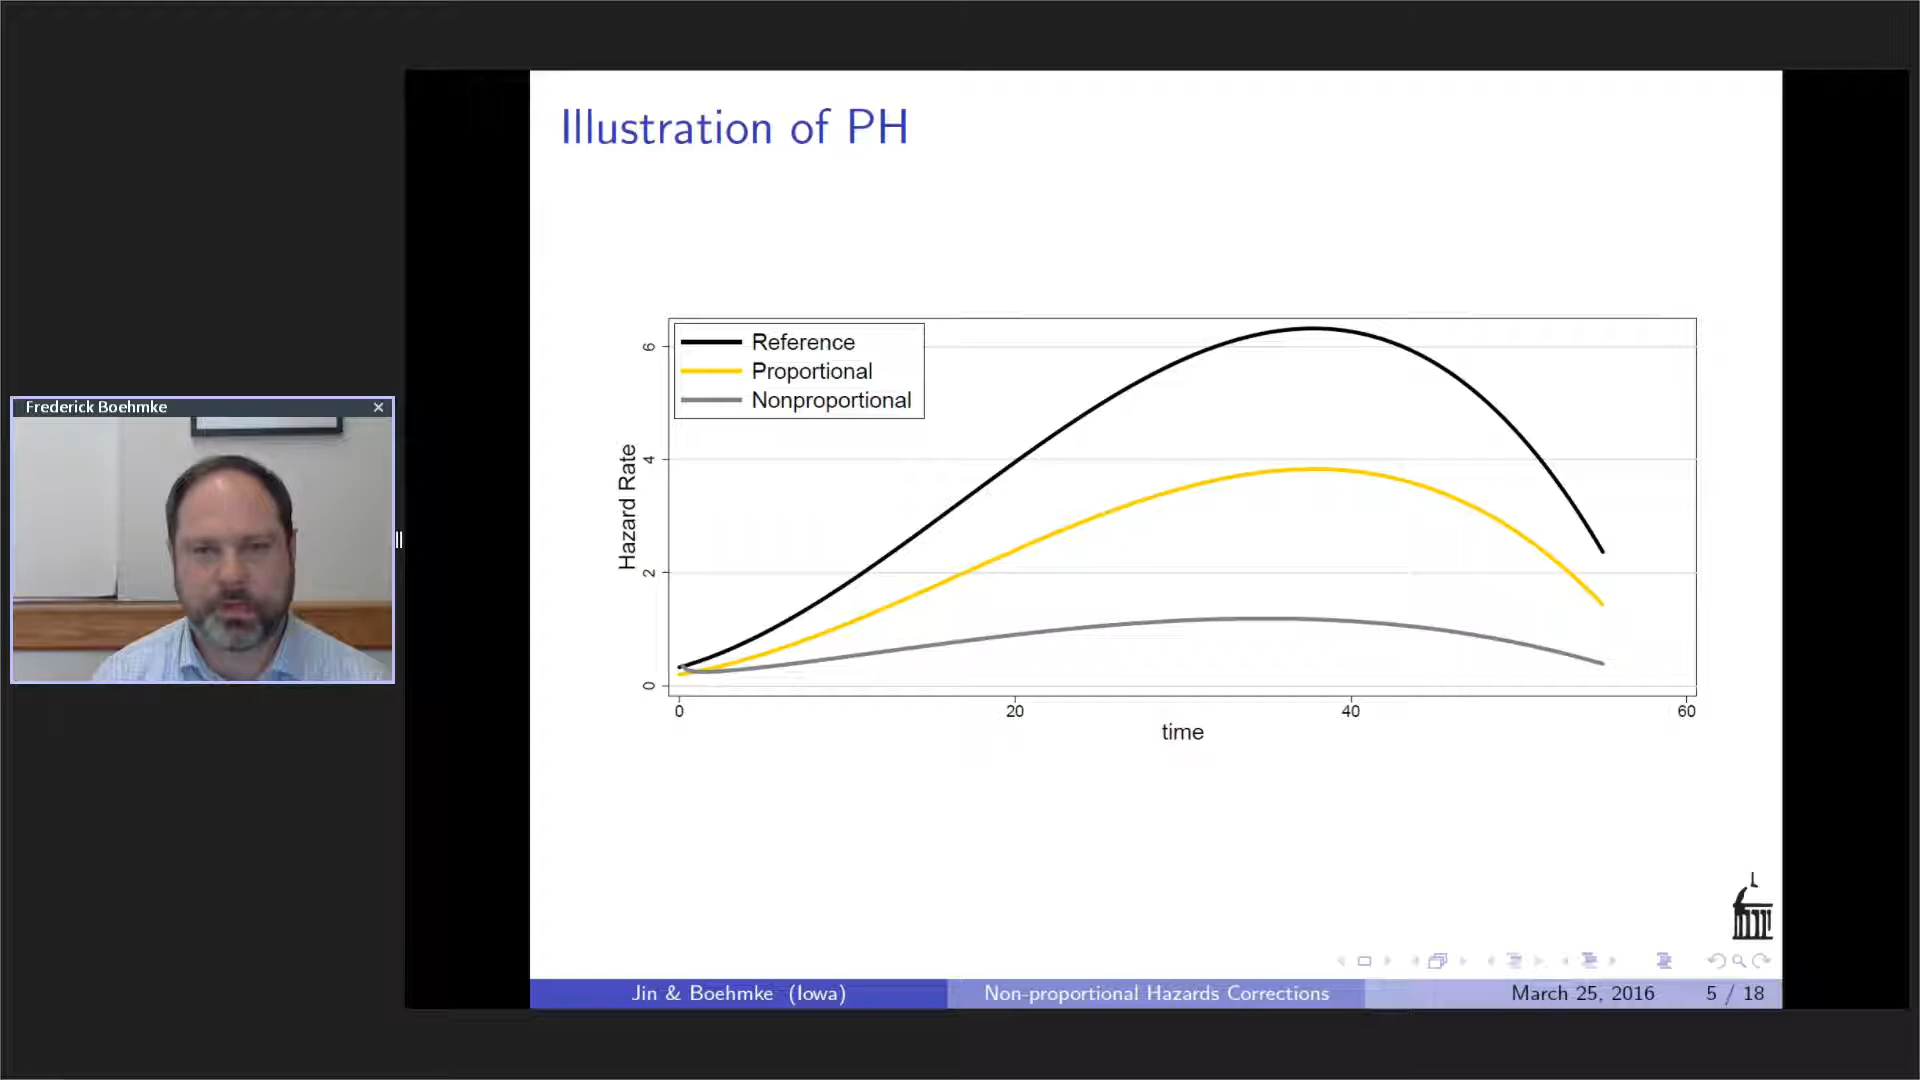 Illustration of PH
Reference
Proportional
Nonproportional
Hazard Rate
6
4
2
0
0
20
40
60
time
Frederick Boehmke
Jin & Boehmke (Iowa)
Non-proportional Hazards Corrections
March 25, 2016
5 / 18